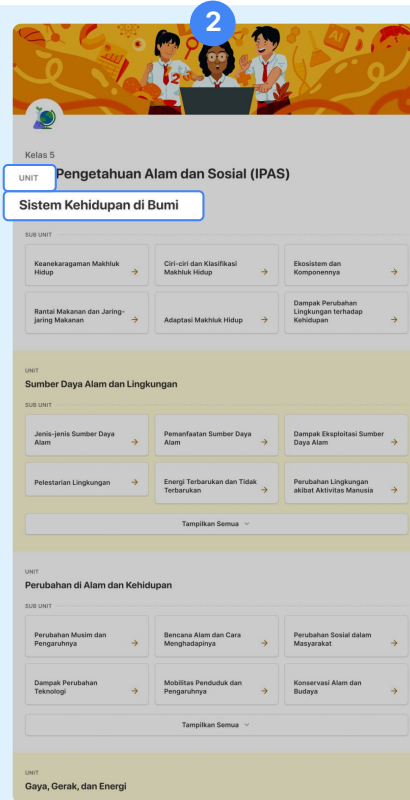 2
AI
2
Kelas 5
Pengetahuan Alam dan Sosial (IPAS)
UNIT
Sistem Kehidupan di Bumi
SUB UNIT
Keanekaragaman Makhluk
Hidup →
Ciri-ciri dan Klasifikasi
Makhluk Hidup →
Ekosistem dan
Komponennya →
Rantai Makanan dan Jaring-
jaring Makanan →
Adaptasi Makhluk Hidup →
Dampak Perubahan
Lingkungan terhadap
Kehidupan →
UNIT
Sumber Daya Alam dan Lingkungan
SUB UNIT
Jenis-jenis Sumber Daya
Alam →
Pemanfaatan Sumber Daya
Alam →
Dampak Eksploitasi Sumber
Daya Alam →
Pelestarian Lingkungan →
Energi Terbarukan dan Tidak
Terbarukan →
Perubahan Lingkungan
akibat Aktivitas Manusia →
Tampilkan Semua
UNIT
Perubahan di Alam dan Kehidupan
SUB UNIT
Perubahan Musim dan
Pengaruhnya →
Bencana Alam dan Cara
Menghadapinya →
Perubahan Sosial dalam
Masyarakat →
Dampak Perubahan
Teknologi →
Mobilitas Penduduk dan
Pengaruhnya →
Konservasi Alam dan
Budaya →
Tampilkan Semua
UNIT
Gaya, Gerak, dan Energi